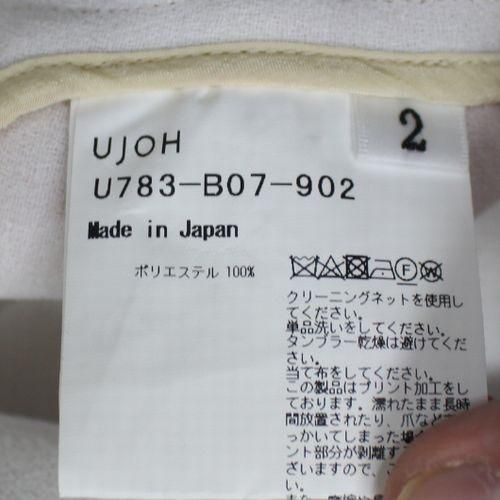 2
UJOH
U783-B07-902
Made in Japan
ポリエステル 100%
クリーニングネットを使用し
てください。
単品洗いをしてください。
タンブラー乾燥は避けてくだ
さい。
当て布をしてください。
この製品はプリント加工をし
ております。濡れたまま長時
間放置されたり、爪など
っかいてしまった場
ント部分が剥離す
ざいますので、こ
い。